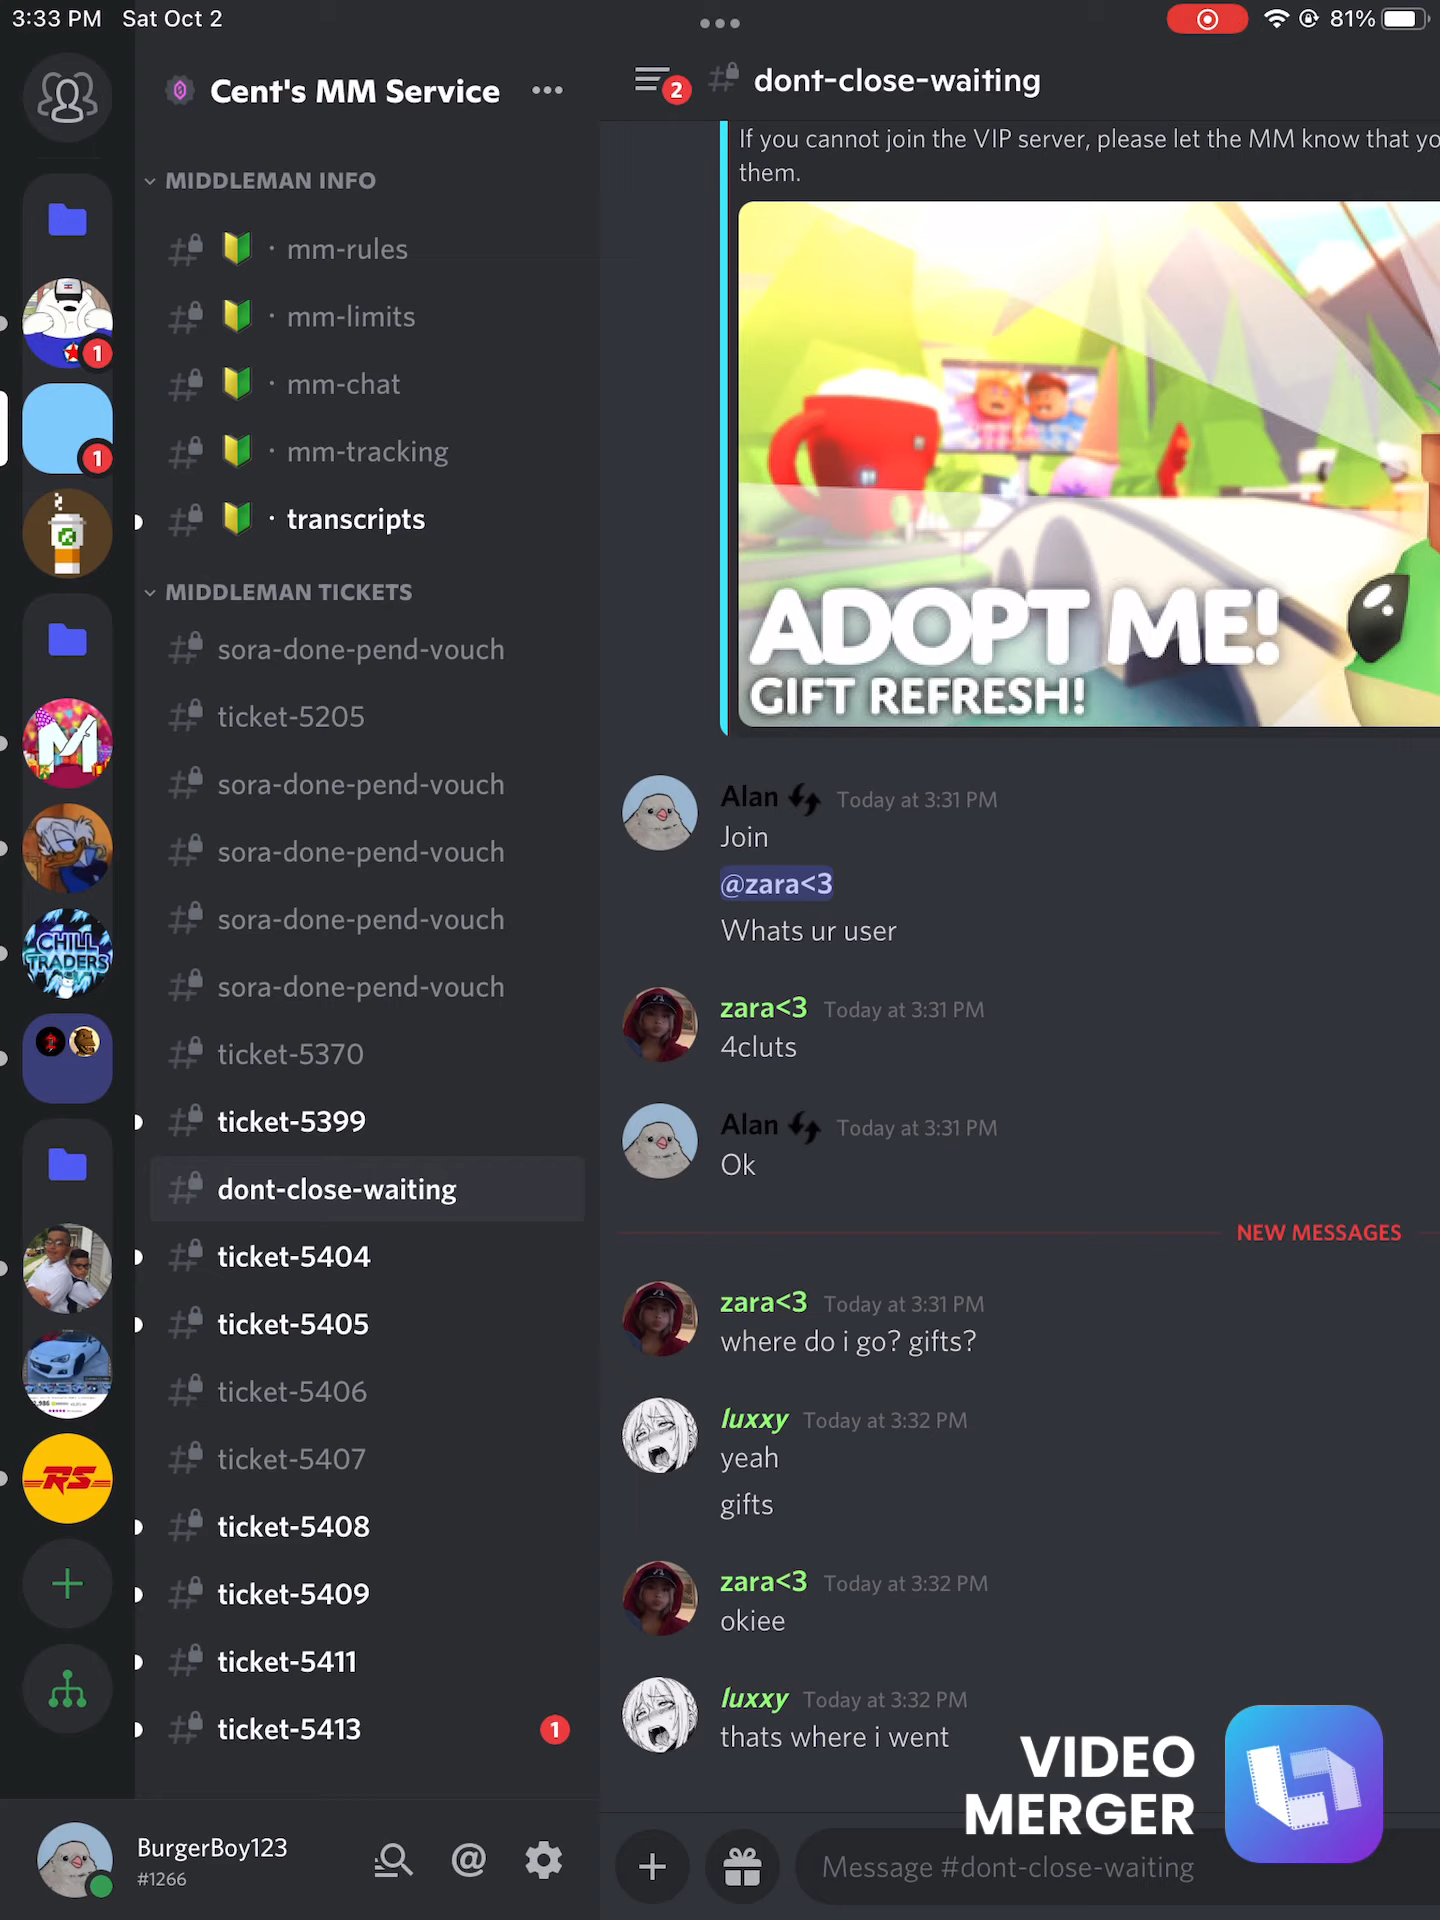 3:33 PM Sat Oct 2
81%
Cent's MM Service
MIDDLEMAN INFO
· mm-rules
· mm-limits
· mm-chat
· mm-tracking
· transcripts
MIDDLEMAN TICKETS
sora-done-pend-vouch
ticket-5205
sora-done-pend-vouch
sora-done-pend-vouch
sora-done-pend-vouch
sora-done-pend-vouch
ticket-5370
ticket-5399
dont-close-waiting
ticket-5404
ticket-5405
ticket-5406
ticket-5407
ticket-5408
ticket-5409
ticket-5411
ticket-5413
1
1
1
M
CHILL
TRADERS
RS
BurgerBoy123
#1266
2
dont-close-waiting
If you cannot join the VIP server, please let the MM know that yo
them.
ADOPT ME!
GIFT REFRESH!
Alan Today at 3:31 PM
Join
@zara<3
Whats ur user
zara<3 Today at 3:31 PM
4cluts
Alan Today at 3:31 PM
Ok
NEW MESSAGES
zara<3 Today at 3:31 PM
where do i go? gifts?
luxxy Today at 3:32 PM
yeah
gifts
zara<3 Today at 3:32 PM
okiee
luxxy Today at 3:32 PM
thats where i went
VIDEO
MERGER
Message #dont-close-waiting